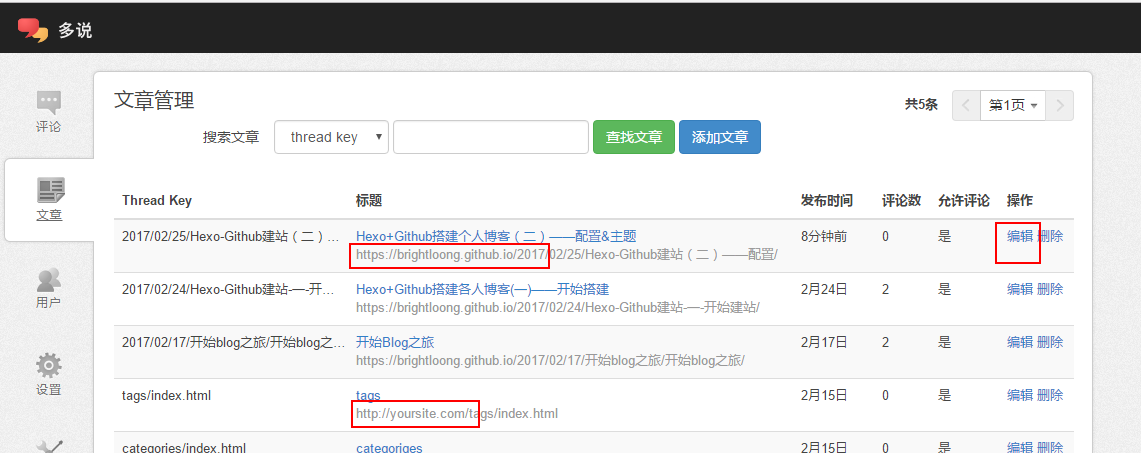 多说
评论
文章
用户
设置
文章管理
共5条
第1页
搜索文章 thread key 查找文章 添加文章
Thread Key 标题 发布时间 评论数 允许评论 操作
2017/02/25/Hexo-Github建站（二）... Hexo+Github搭建个人博客（二）——配置&主题 8分钟前 0 是 编辑 删除
https://brightloong.github.io/2017/02/25/Hexo-Github建站（二）——配置/
2017/02/24/Hexo-Github建站-一-开... Hexo+Github搭建各人博客(一)——开始搭建 2月24日 2 是 编辑 删除
https://brightloong.github.io/2017/02/24/Hexo-Github建站-一-开始建站/
2017/02/17/开始blog之旅/开始blog之... 开始Blog之旅 2月17日 2 是 编辑 删除
https://brightloong.github.io/2017/02/17/开始blog之旅/开始blog之旅/
tags/index.html tags 2月15日 0 是 编辑 删除
http://yoursite.com/tags/index.html
categories/index.html categoriges 2月15日 0 是 编辑 删除